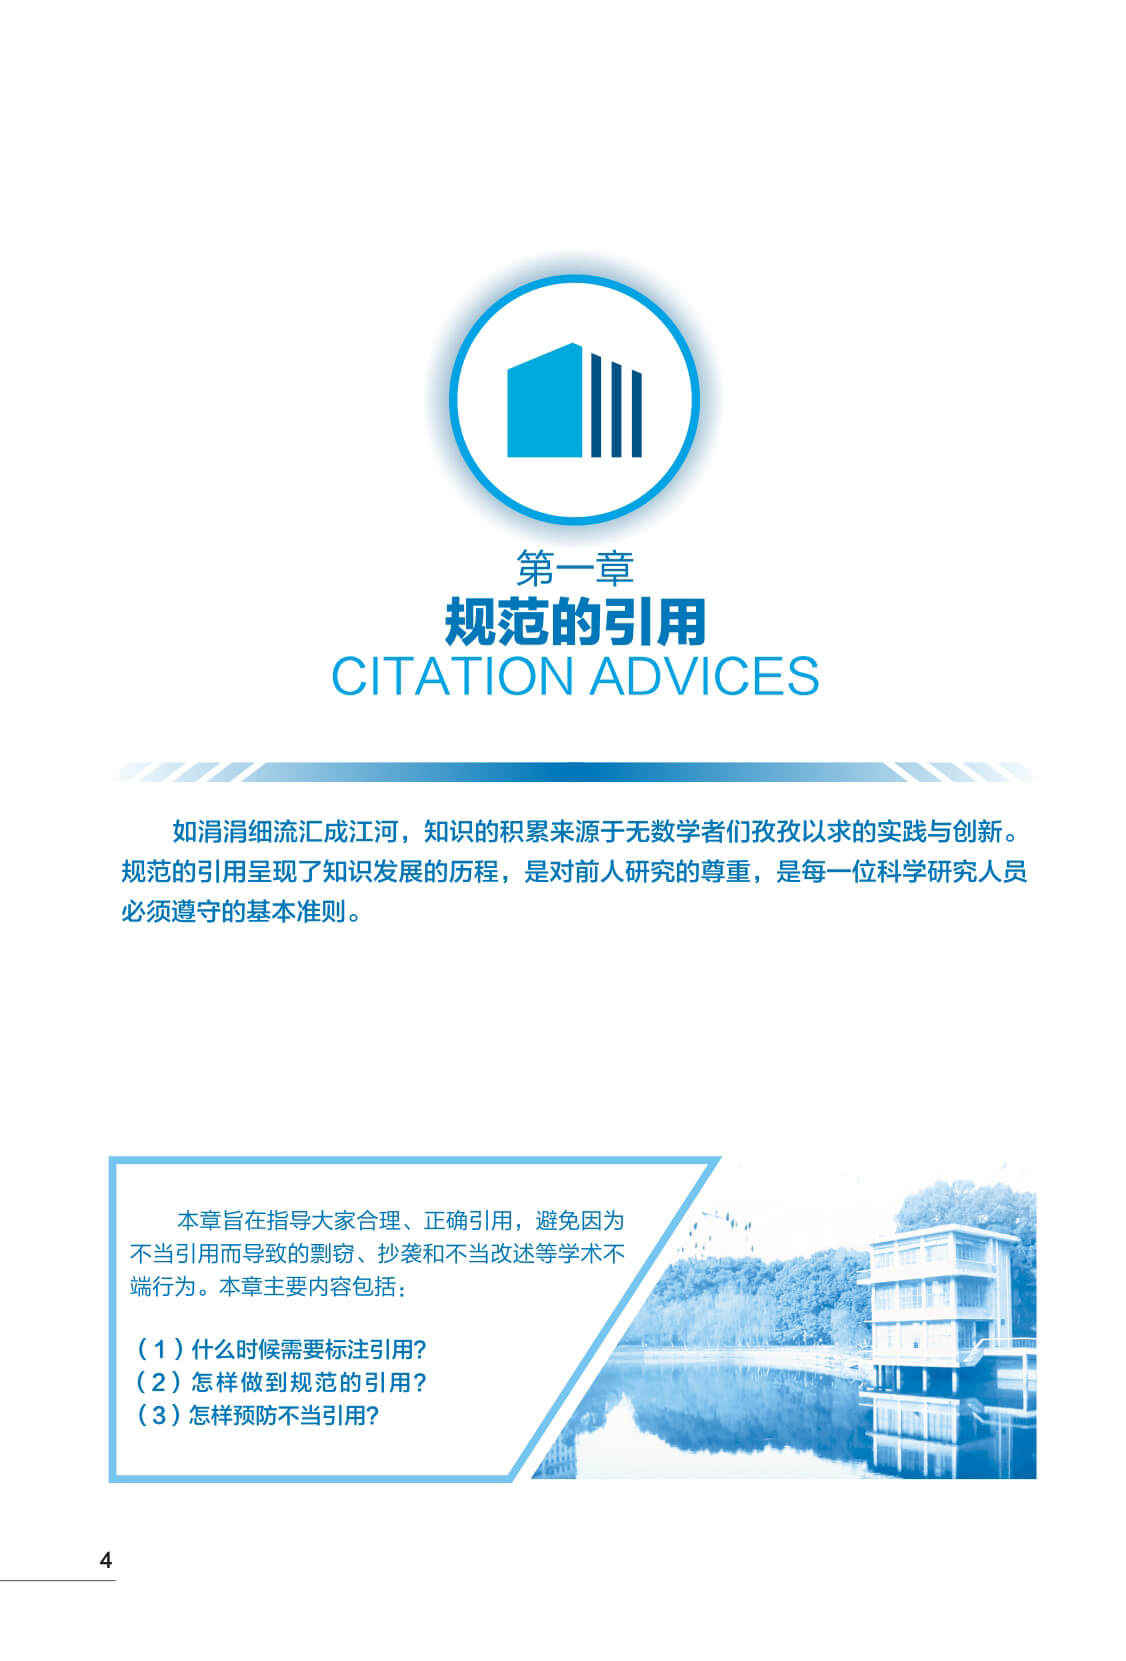 第一章
规范的引用
CITATION ADVICES
如涓涓细流汇成江河，知识的积累来源于无数学者们孜孜以求的实践与创新。
规范的引用呈现了知识发展的历程，是对前人研究的尊重，是每一位科学研究人员
必须遵守的基本准则。
本章旨在指导大家合理、正确引用，避免因为
不当引用而导致的剽窃、抄袭和不当改述等学术不
端行为。本章主要内容包括：
（1）什么时候需要标注引用？
（2）怎样做到规范的引用？
（3）怎样预防不当引用？
4